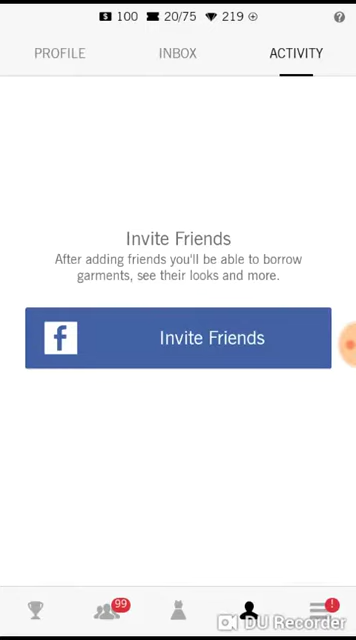 $ 100 20/75 219 ?
PROFILE INBOX ACTIVITY
Invite Friends
After adding friends you'll be able to borrow
garments, see their looks and more.
f Invite Friends
99 !
DU Recorder